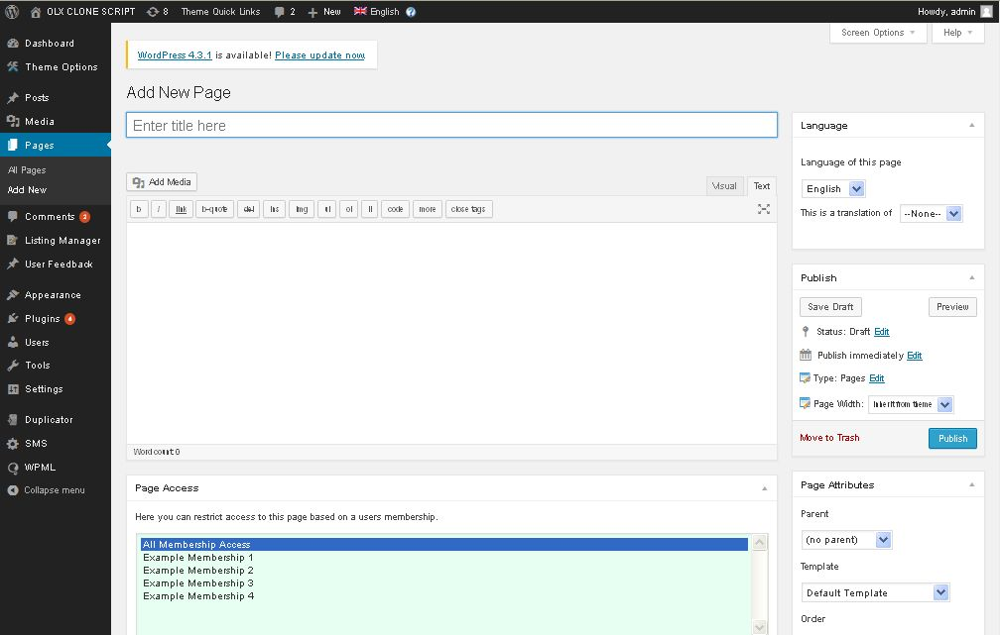 OLX CLONE SCRIPT 8 Theme Quick Links 2 New English Howdy, admin
Screen Options Help
Dashboard
Theme Options
Posts
Media
Pages
All Pages
Add New
Comments 2
Listing Manager
User Feedback
Appearance
Plugins 4
Users
Tools
Settings
Duplicator
SMS
WPML
Collapse menu
WordPress 4.3.1 is available! Please update now.
Add New Page
Enter title here
Add Media
Visual Text
b i link b-quote del ins img ul ol li code more close tags
Word count: 0
Page Access
Here you can restrict access to this page based on a users membership.
All Membership Access
Example Membership 1
Example Membership 2
Example Membership 3
Example Membership 4
Language
Language of this page
English
This is a translation of --None--
Publish
Save Draft Preview
Status: Draft Edit
Publish immediately Edit
Type: Pages Edit
Page Width: Inherit from theme
Move to Trash Publish
Page Attributes
Parent
(no parent)
Template
Default Template
Order